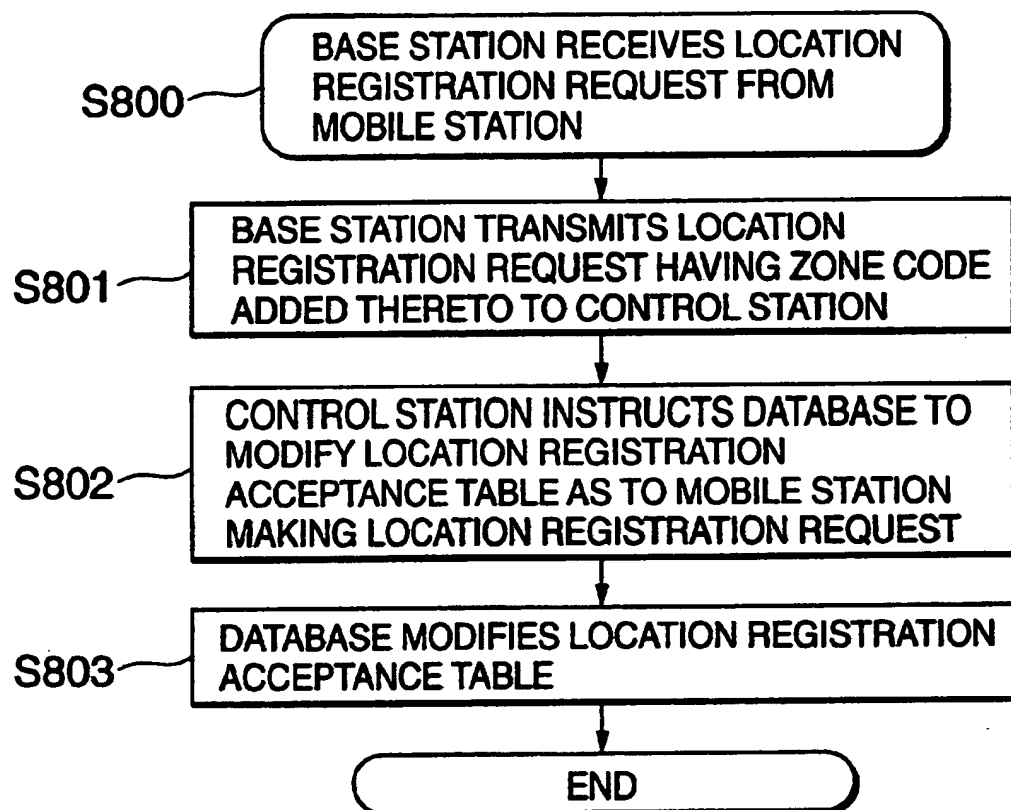 BASE STATION RECEIVES LOCATION
REGISTRATION REQUEST FROM
MOBILE STATION
S800
BASE STATION TRANSMITS LOCATION
REGISTRATION REQUEST HAVING ZONE CODE
ADDED THERETO TO CONTROL STATION
S801
CONTROL STATION INSTRUCTS DATABASE TO
MODIFY LOCATION REGISTRATION
ACCEPTANCE TABLE AS TO MOBILE STATION
MAKING LOCATION REGISTRATION REQUEST
S802
DATABASE MODIFIES LOCATION REGISTRATION
ACCEPTANCE TABLE
S803
END